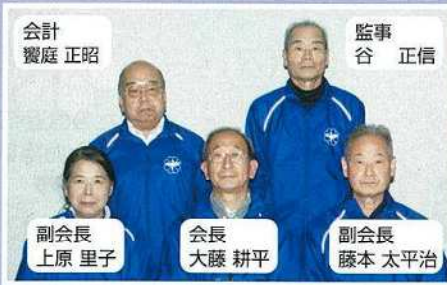 会計
饗庭 正昭
監事
谷 正信
副会長
上原 里子
会長
大藤 耕平
副会長
藤本 太平治